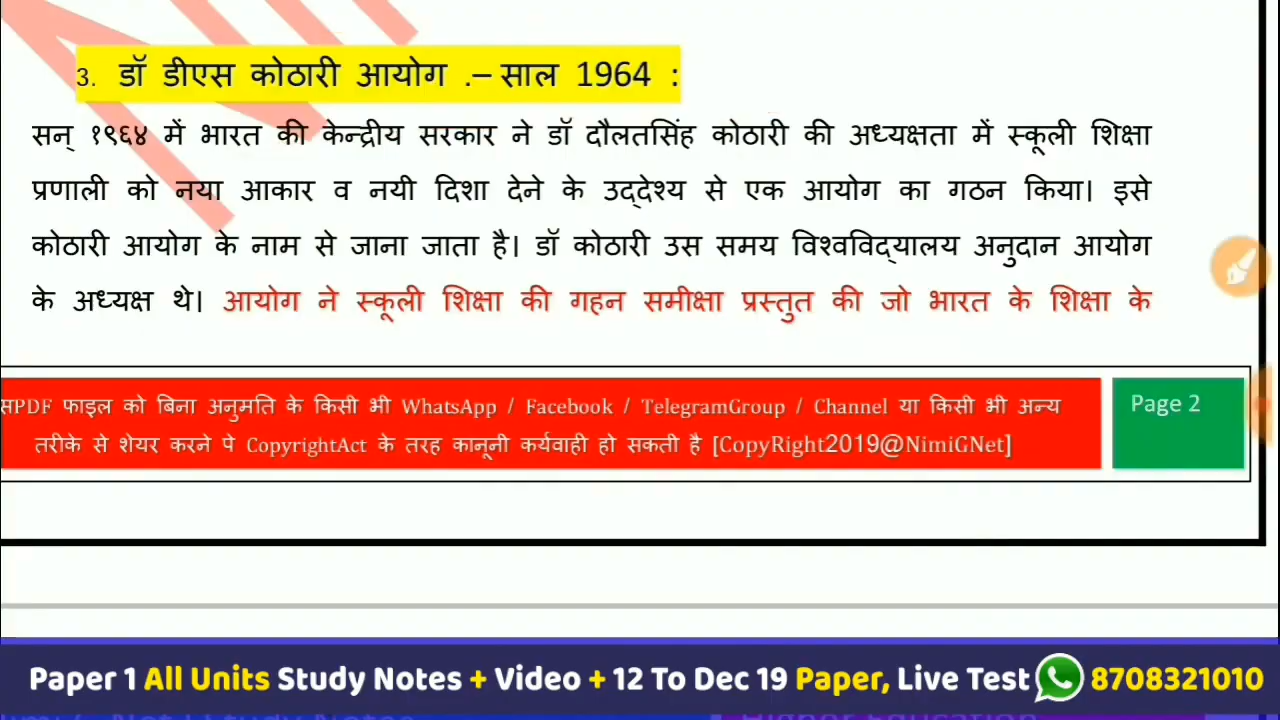 3. डॉ डीएस कोठारी आयोग .– साल 1964 :
सन् १९६४ में भारत की केन्द्रीय सरकार ने डॉ दौलतसिंह कोठारी की अध्यक्षता में स्कूली शिक्षा
प्रणाली को नया आकार व नयी दिशा देने के उद्देश्य से एक आयोग का गठन किया। इसे
कोठारी आयोग के नाम से जाना जाता है। डॉ कोठारी उस समय विश्वविद्यालय अनुदान आयोग
के अध्यक्ष थे। आयोग ने स्कूली शिक्षा की गहन समीक्षा प्रस्तुत की जो भारत के शिक्षा के
सPDF फाइल को बिना अनुमति के किसी भी WhatsApp / Facebook / TelegramGroup / Channel या किसी भी अन्य
तरीके से शेयर करने पे CopyrightAct के तरह कानूनी कर्यवाही हो सकती है [CopyRight2019@NimiGNet]
Page 2
Paper 1 All Units Study Notes + Video + 12 To Dec 19 Paper, Live Test 8708321010